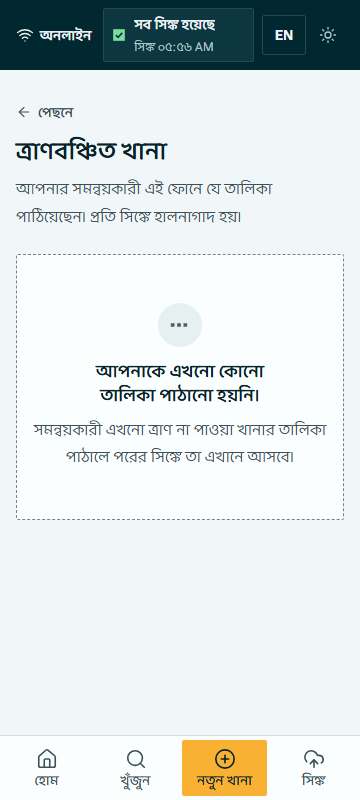 অনলাইন
সব সিঙ্ক হয়েছে
সিঙ্ক ০৫:৫৬ AM
EN
পেছনে
ত্রাণবঞ্চিত খানা
আপনার সমন্বয়কারী এই ফোনে যে তালিকা
পাঠিয়েছেন। প্রতি সিঙ্কে হালনাগাদ হয়।
আপনাকে এখনো কোনো
তালিকা পাঠানো হয়নি।
সমন্বয়কারী এখনো ত্রাণ না পাওয়া খানার তালিকা
পাঠালে পরের সিঙ্কে তা এখানে আসবে।
হোম
খুঁজুন
নতুন খানা
সিঙ্ক